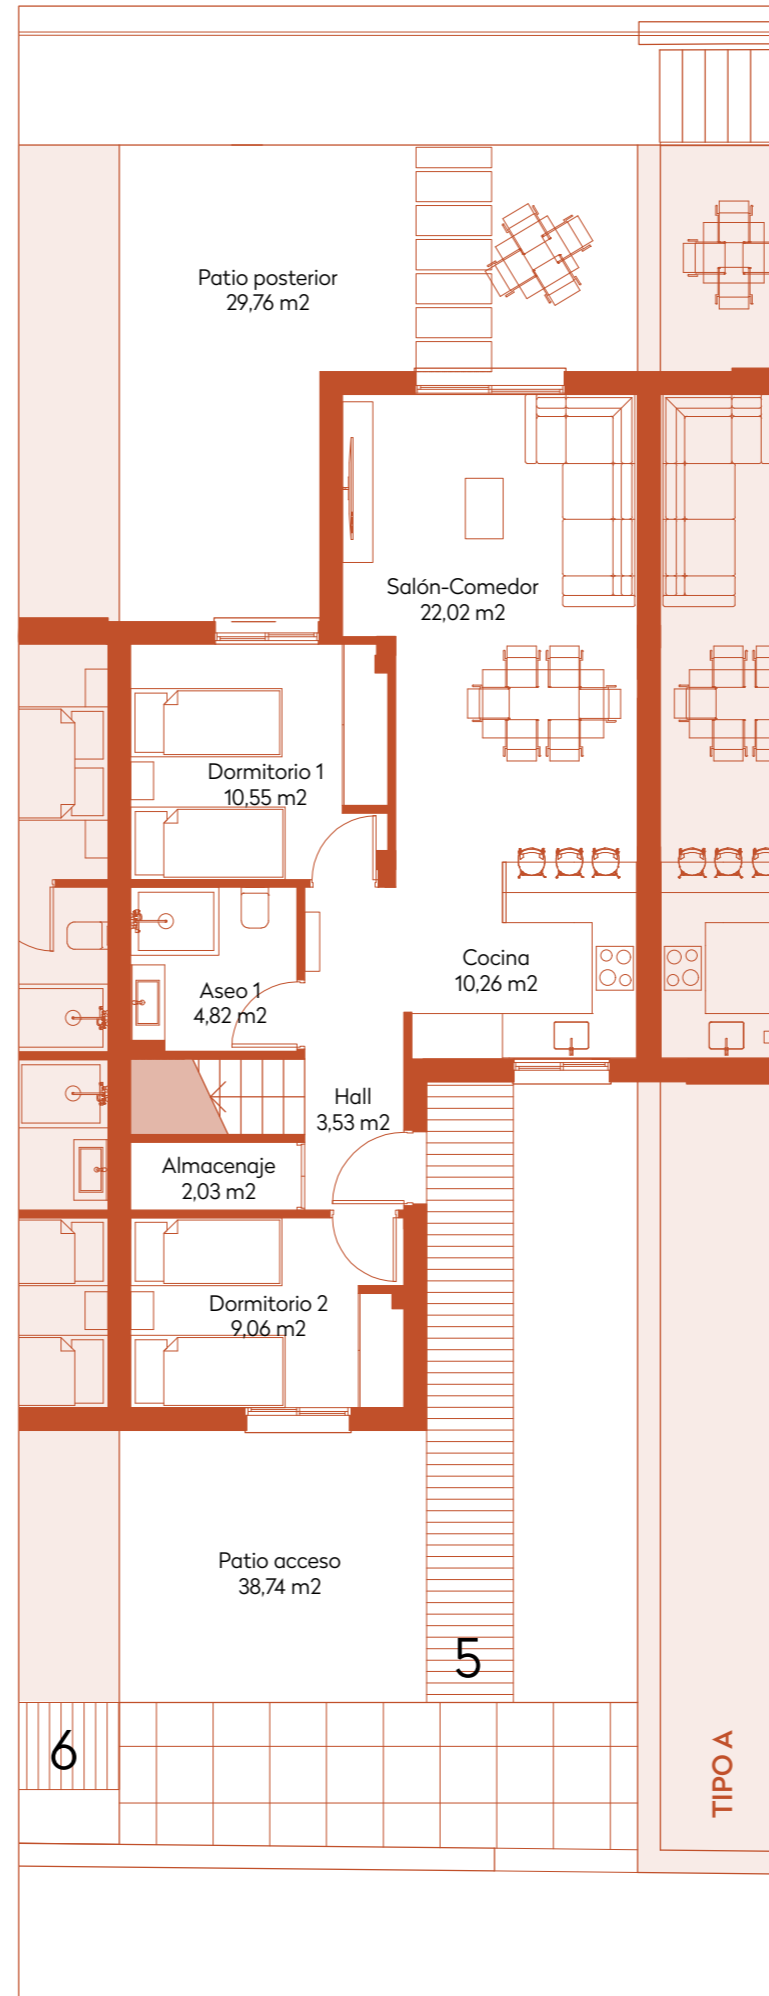 Patio posterior
29,76 m2
Salón-Comedor
22,02 m2
Dormitorio 1
10,55 m2
Cocina
10,26 m2
Aseo 1
4,82 m2
Hall
3,53 m2
Almacenaje
2,03 m2
Dormitorio 2
9,06 m2
Patio acceso
38,74 m2
5
6
TIPO A